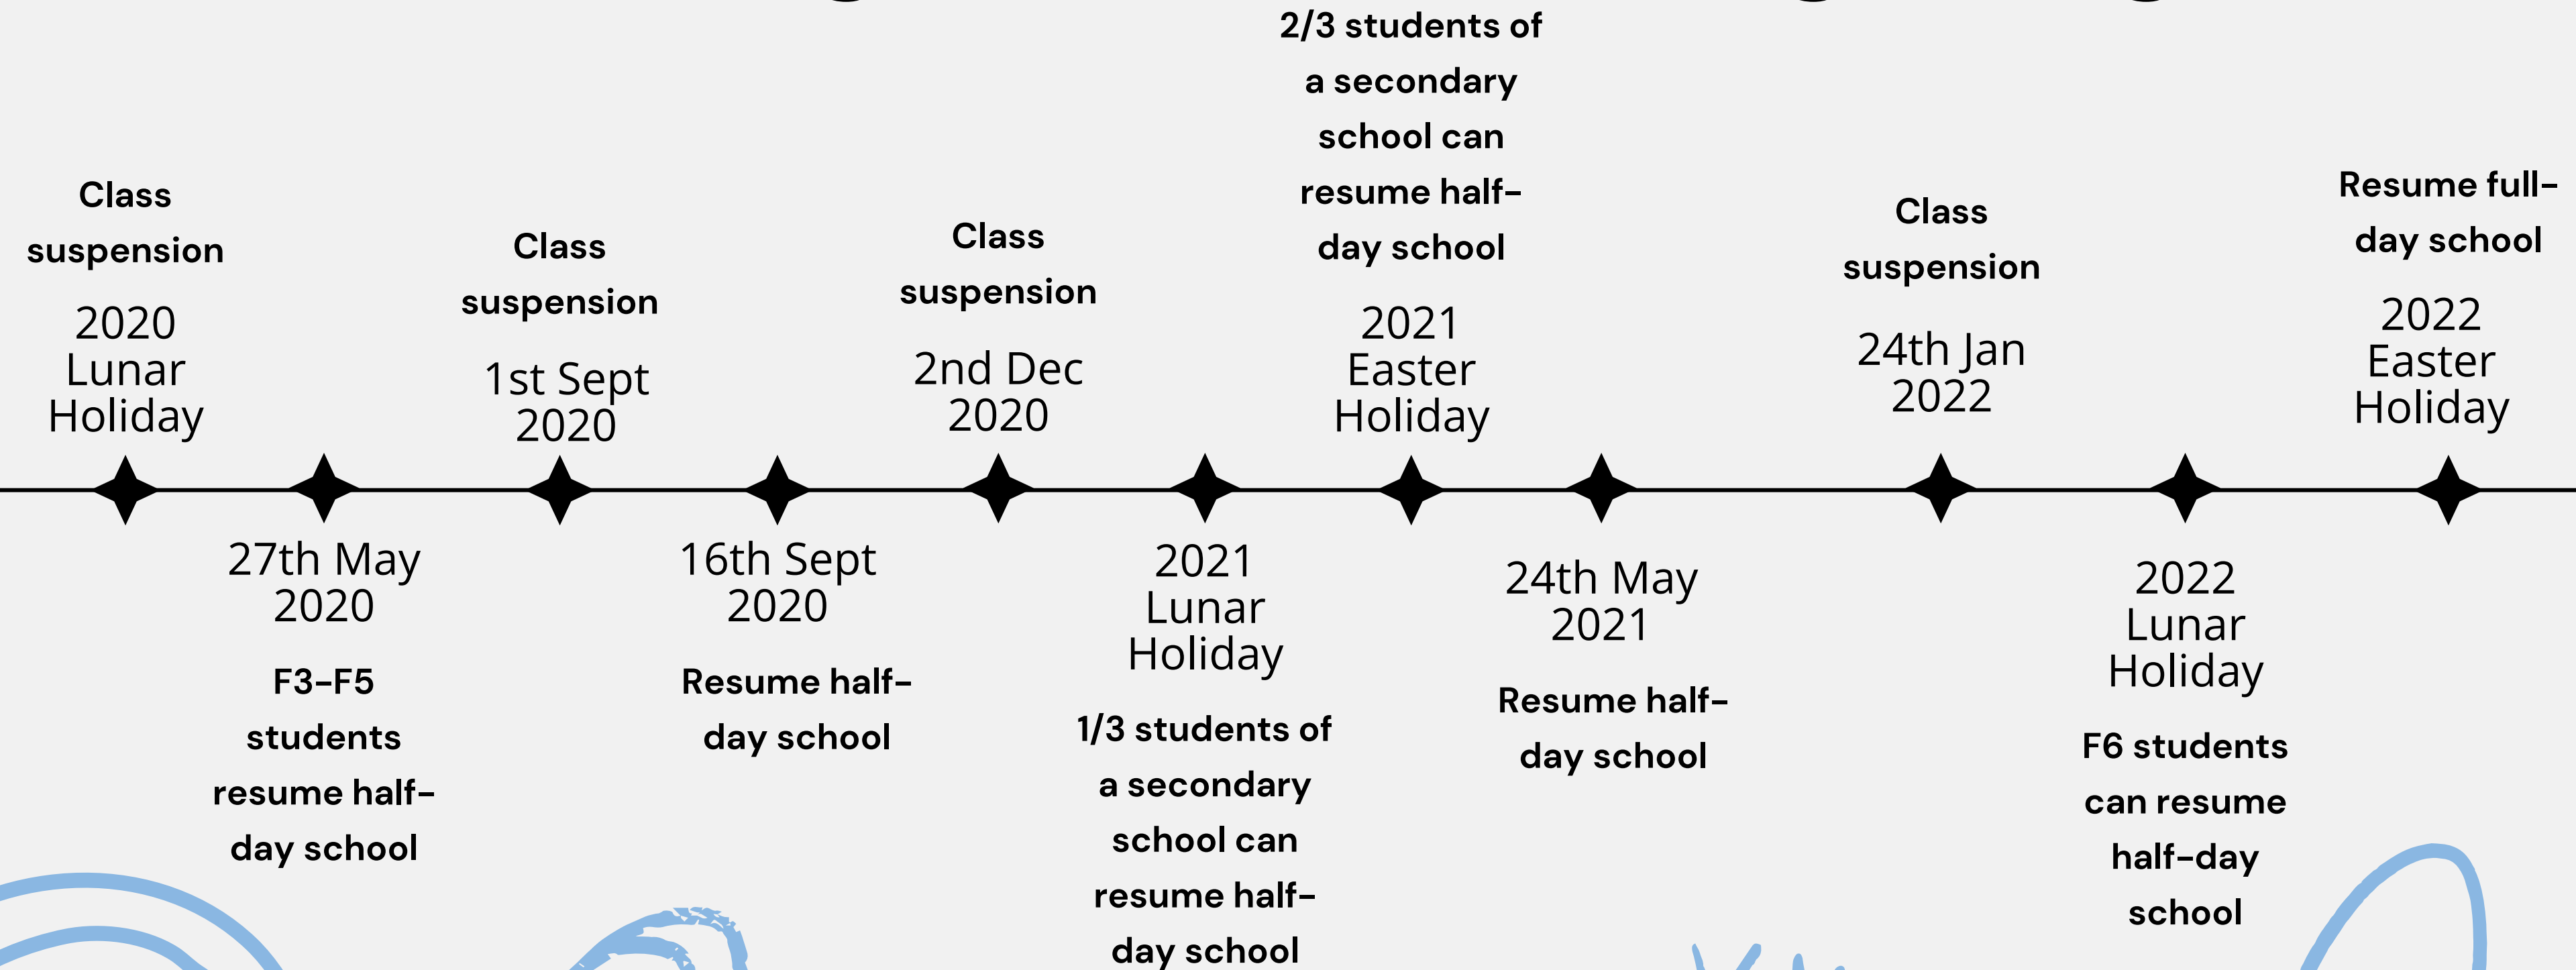 Class
suspension
2020
Lunar
Holiday
27th May
2020
F3-F5
students
resume half-
day school
Class
suspension
1st Sept
2020
16th Sept
2020
Resume half-
day school
Class
suspension
2nd Dec
2020
2021
Lunar
Holiday
1/3 students of
a secondary
school can
resume half-
day school
2/3 students of
a secondary
school can
resume half-
day school
2021
Easter
Holiday
24th May
2021
Resume half-
day school
Class
suspension
24th Jan
2022
2022
Lunar
Holiday
F6 students
can resume
half-day
school
Resume full-
day school
2022
Easter
Holiday